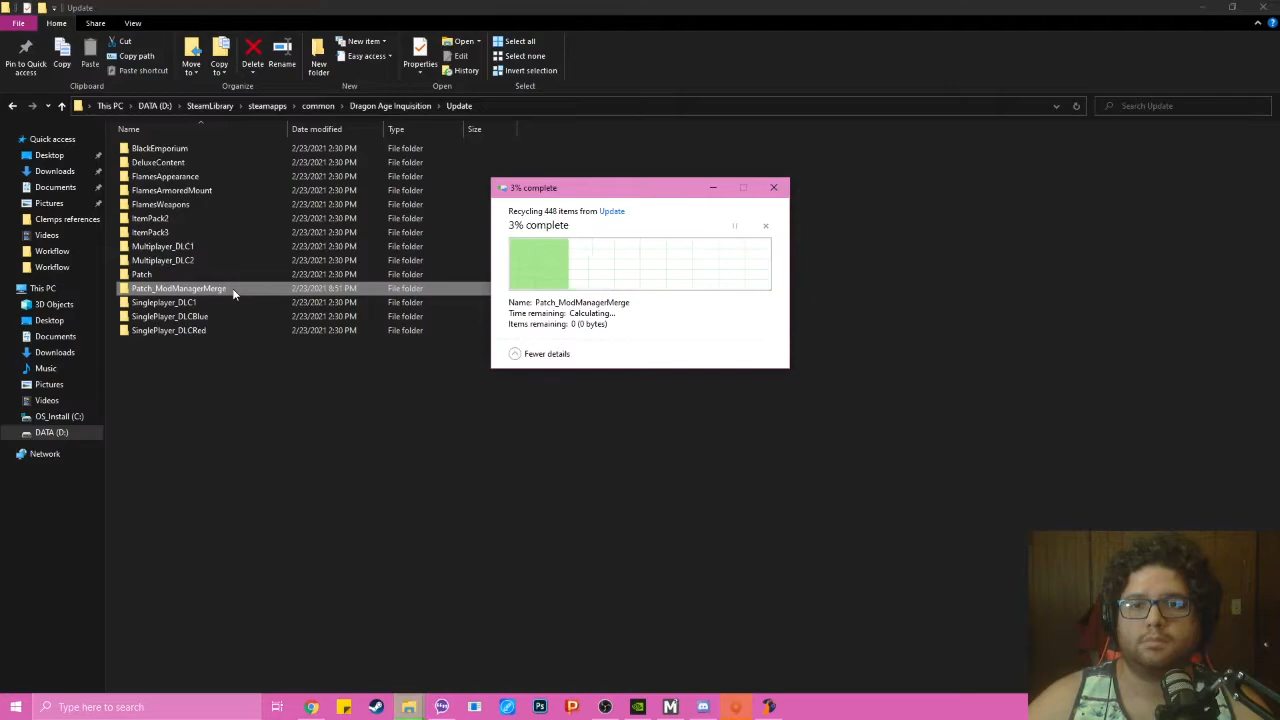 Update
File
Home
Share
View
Pin to Quick access
Copy
Paste
Cut
Copy path
Paste shortcut
Clipboard
Move to
Copy to
Delete
Rename
Organize
New folder
New item
Easy access
New
Properties
Open
Edit
History
Open
Select all
Select none
Invert selection
Select
This PC
DATA (D:)
SteamLibrary
steamapps
common
Dragon Age Inquisition
Update
Search Update
Name
Date modified
Type
Size
Quick access
Desktop
Downloads
Documents
Pictures
Clemps references
Videos
Workflow
Workflow
This PC
3D Objects
Desktop
Documents
Downloads
Music
Pictures
Videos
OS_Install (C:)
DATA (D:)
Network
BlackEmporium 2/23/2021 2:30 PM File folder
DeluxeContent 2/23/2021 2:30 PM File folder
FlamesAppearance 2/23/2021 2:30 PM File folder
FlamesArmoredMount 2/23/2021 2:30 PM File folder
FlamesWeapons 2/23/2021 2:30 PM File folder
ItemPack2 2/23/2021 2:30 PM File folder
ItemPack3 2/23/2021 2:30 PM File folder
Multiplayer_DLC1 2/23/2021 2:30 PM File folder
Multiplayer_DLC2 2/23/2021 2:30 PM File folder
Patch 2/23/2021 2:30 PM File folder
Patch_ModManagerMerge 2/23/2021 8:51 PM File folder
Singleplayer_DLC1 2/23/2021 2:30 PM File folder
SinglePlayer_DLCBlue 2/23/2021 2:30 PM File folder
SinglePlayer_DLCRed 2/23/2021 2:30 PM File folder
3% complete
Recycling 448 items from Update
3% complete
Name: Patch_ModManagerMerge
Time remaining: Calculating...
Items remaining: 0 (0 bytes)
Fewer details
Type here to search